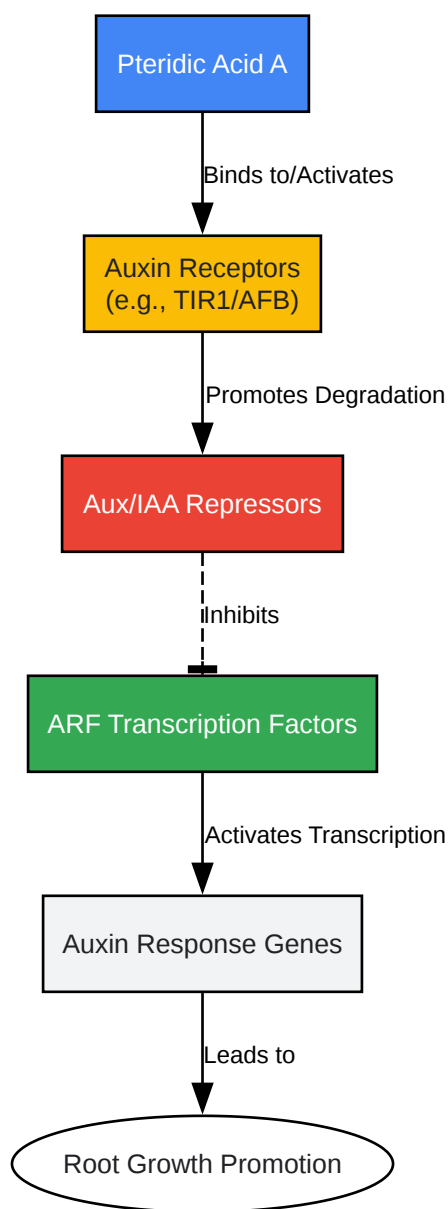 Pteridic Acid A
Binds to/Activates
Auxin Receptors
(e.g., TIR1/AFB)
Promotes Degradation
Aux/IAA Repressors
Inhibits
ARF Transcription Factors
Activates Transcription
Auxin Response Genes
Leads to
Root Growth Promotion